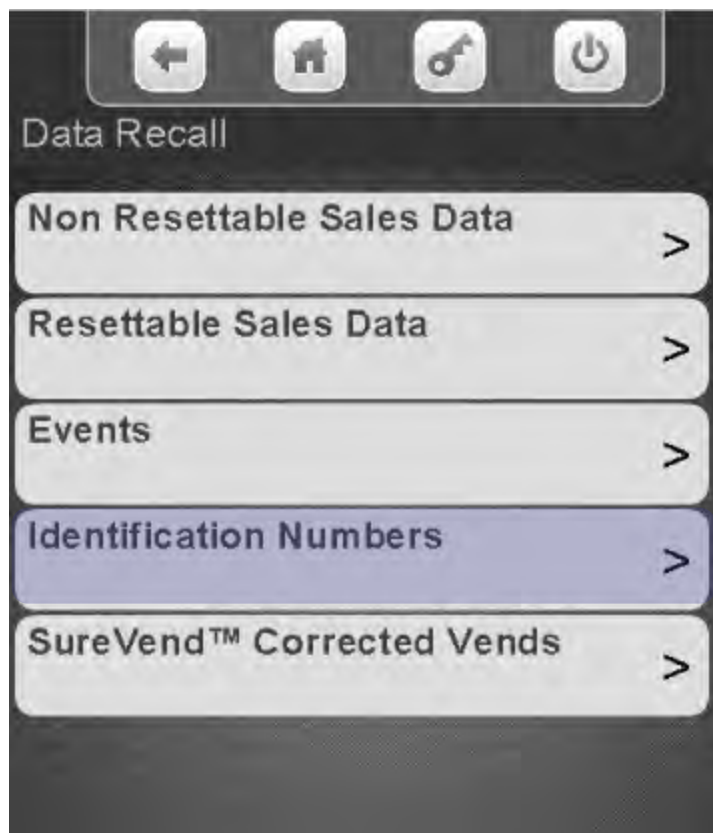 Data Recall
Non Resettable Sales Data
>
Resettable Sales Data
>
Events
>
Identification Numbers
>
SureVend™ Corrected Vends
>